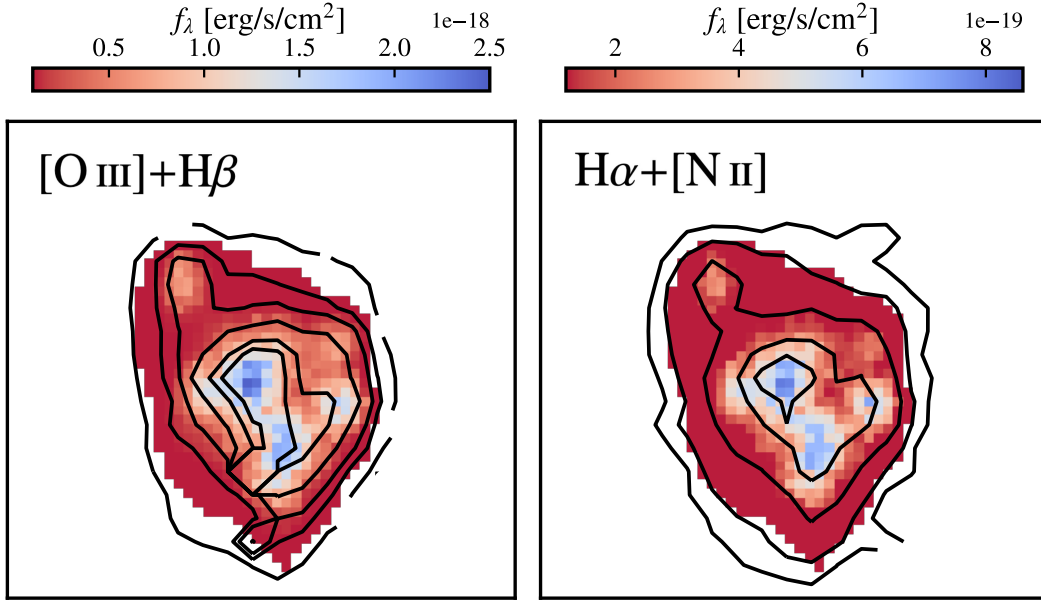 f_λ [erg/s/cm²] 1e−18
0.5 1.0 1.5 2.0 2.5
f_λ [erg/s/cm²] 1e−19
2 4 6 8
[O III]+Hβ
Hα+[N II]